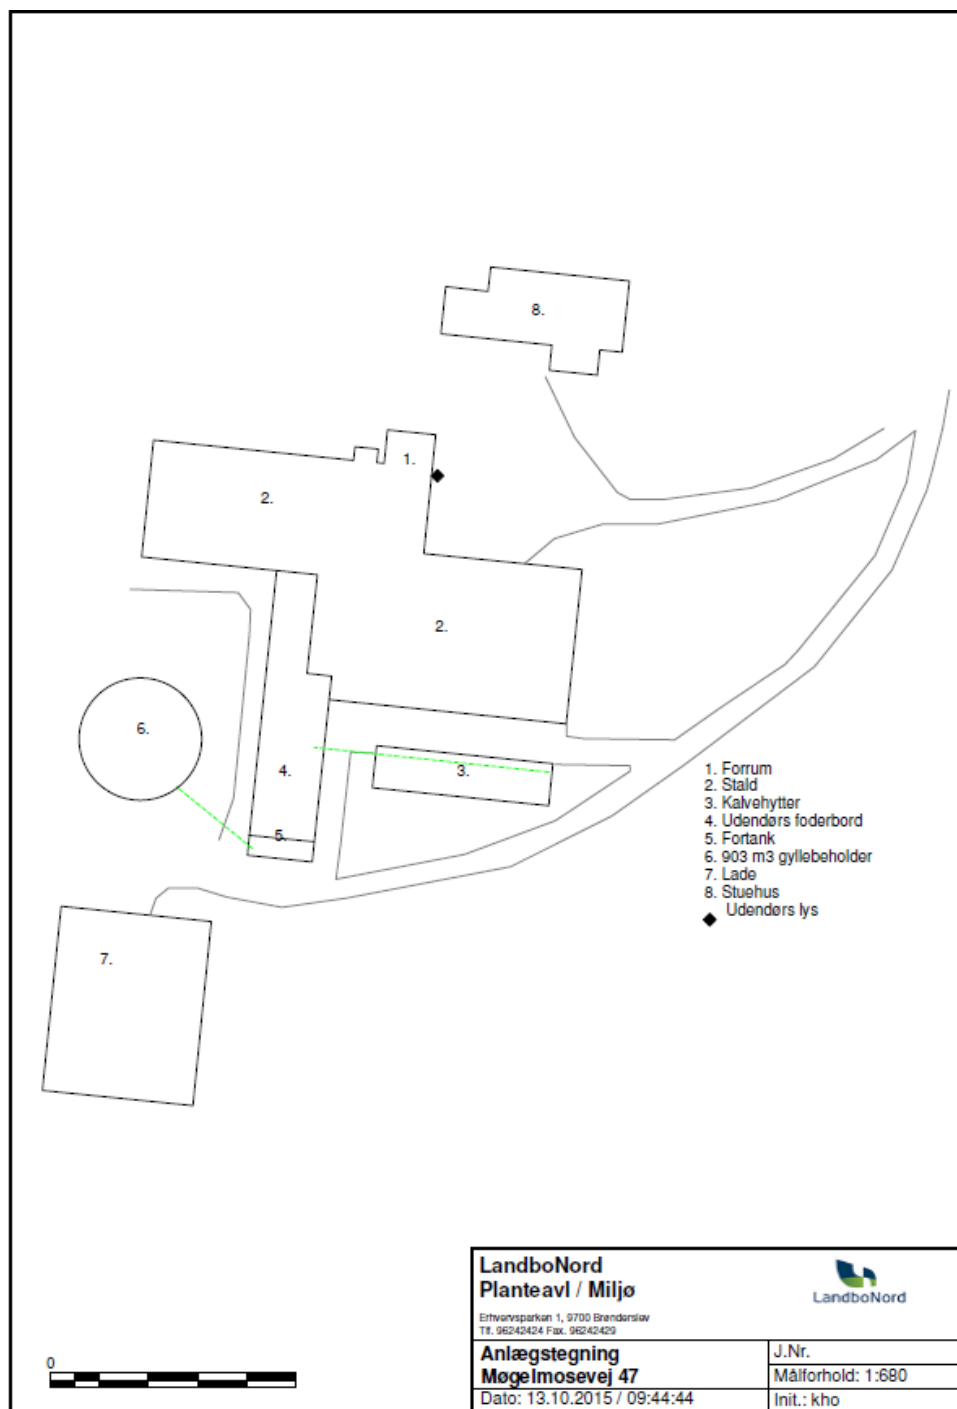 8.
1.
2.
2.
6.
4.
3.
5.
7.
1. Forrum
2. Stald
3. Kalvehytter
4. Udendørs foderbord
5. Fortank
6. 903 m3 gyllebeholder
7. Lade
8. Stuehus
Udendørs lys
0
LandboNord
Planteavl / Miljø
LandboNord
Erhvervsparken 1, 9700 Brønderslev
Tlf. 96242424 Fax. 96242429
Anlægstegning
Møgelmosevej 47
J.Nr.
Målforhold: 1:680
Dato: 13.10.2015 / 09:44:44
Init.: kho